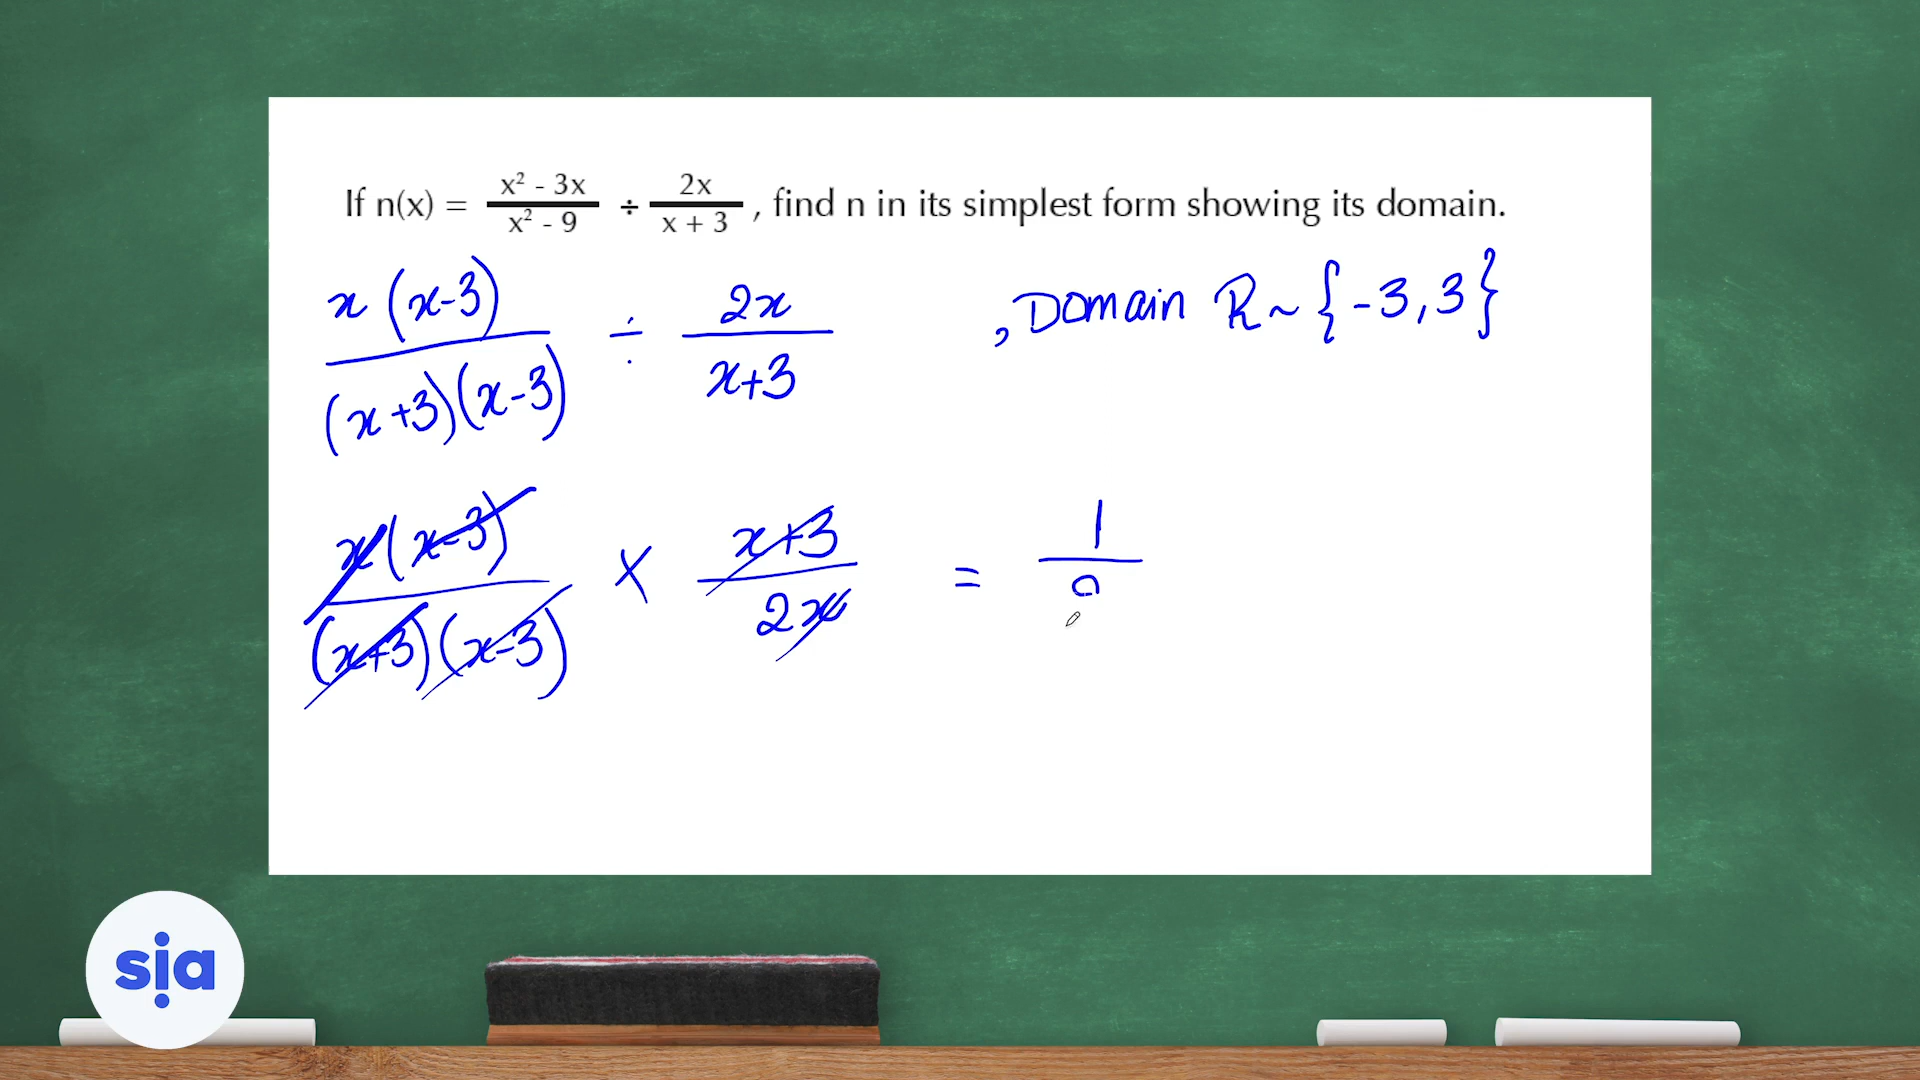 If n(x) = x² - 3x / x² - 9 ÷ 2x / x + 3 , find n in its simplest form showing its domain.
x (x-3) / (x+3)(x-3) ÷ 2x / x+3 , Domain R ~ {-3,3}
x(x-3) / (x+3)(x-3) × x+3 / 2x = 1 /
sia